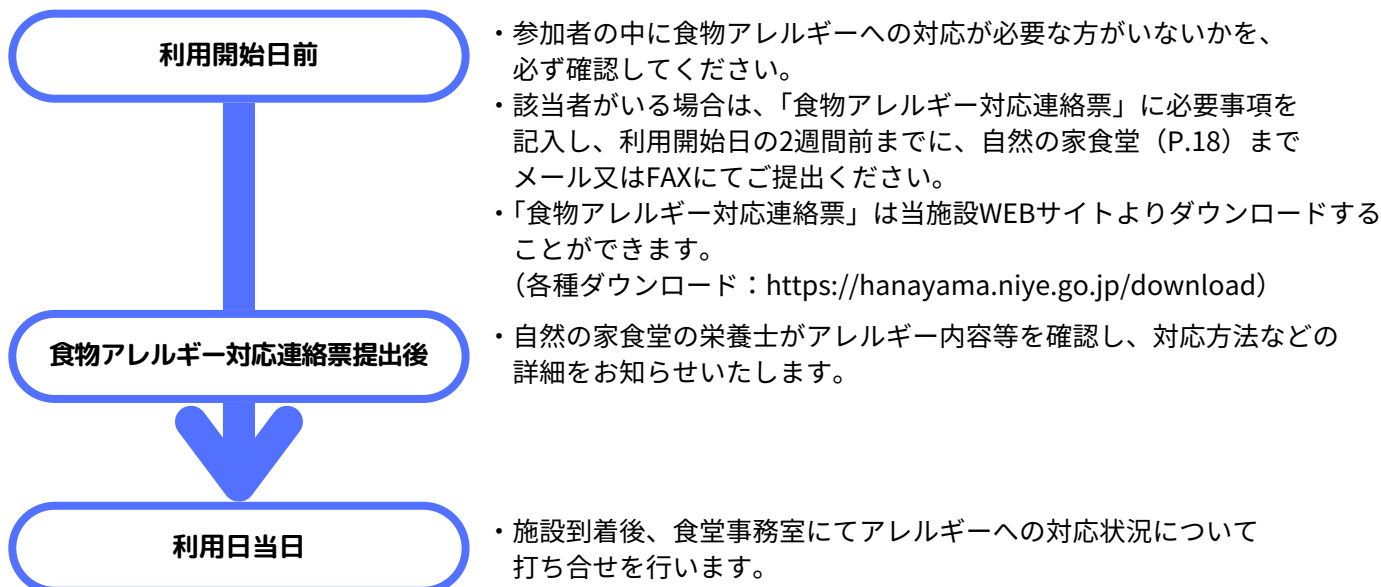 利用開始日前
・参加者の中に食物アレルギーへの対応が必要な方がいないかを、
必ず確認してください。
・該当者がいる場合は、「食物アレルギー対応連絡票」に必要事項を
記入し、利用開始日の2週間前までに、自然の家食堂（P.18）まで
メール又はFAXにてご提出ください。
・「食物アレルギー対応連絡票」は当施設WEBサイトよりダウンロードする
ことができます。
（各種ダウンロード：https://hanayama.niye.go.jp/download）
食物アレルギー対応連絡票提出後
・自然の家食堂の栄養士がアレルギー内容等を確認し、対応方法などの
詳細をお知らせいたします。
利用日当日
・施設到着後、食堂事務室にてアレルギーへの対応状況について
打ち合せを行います。